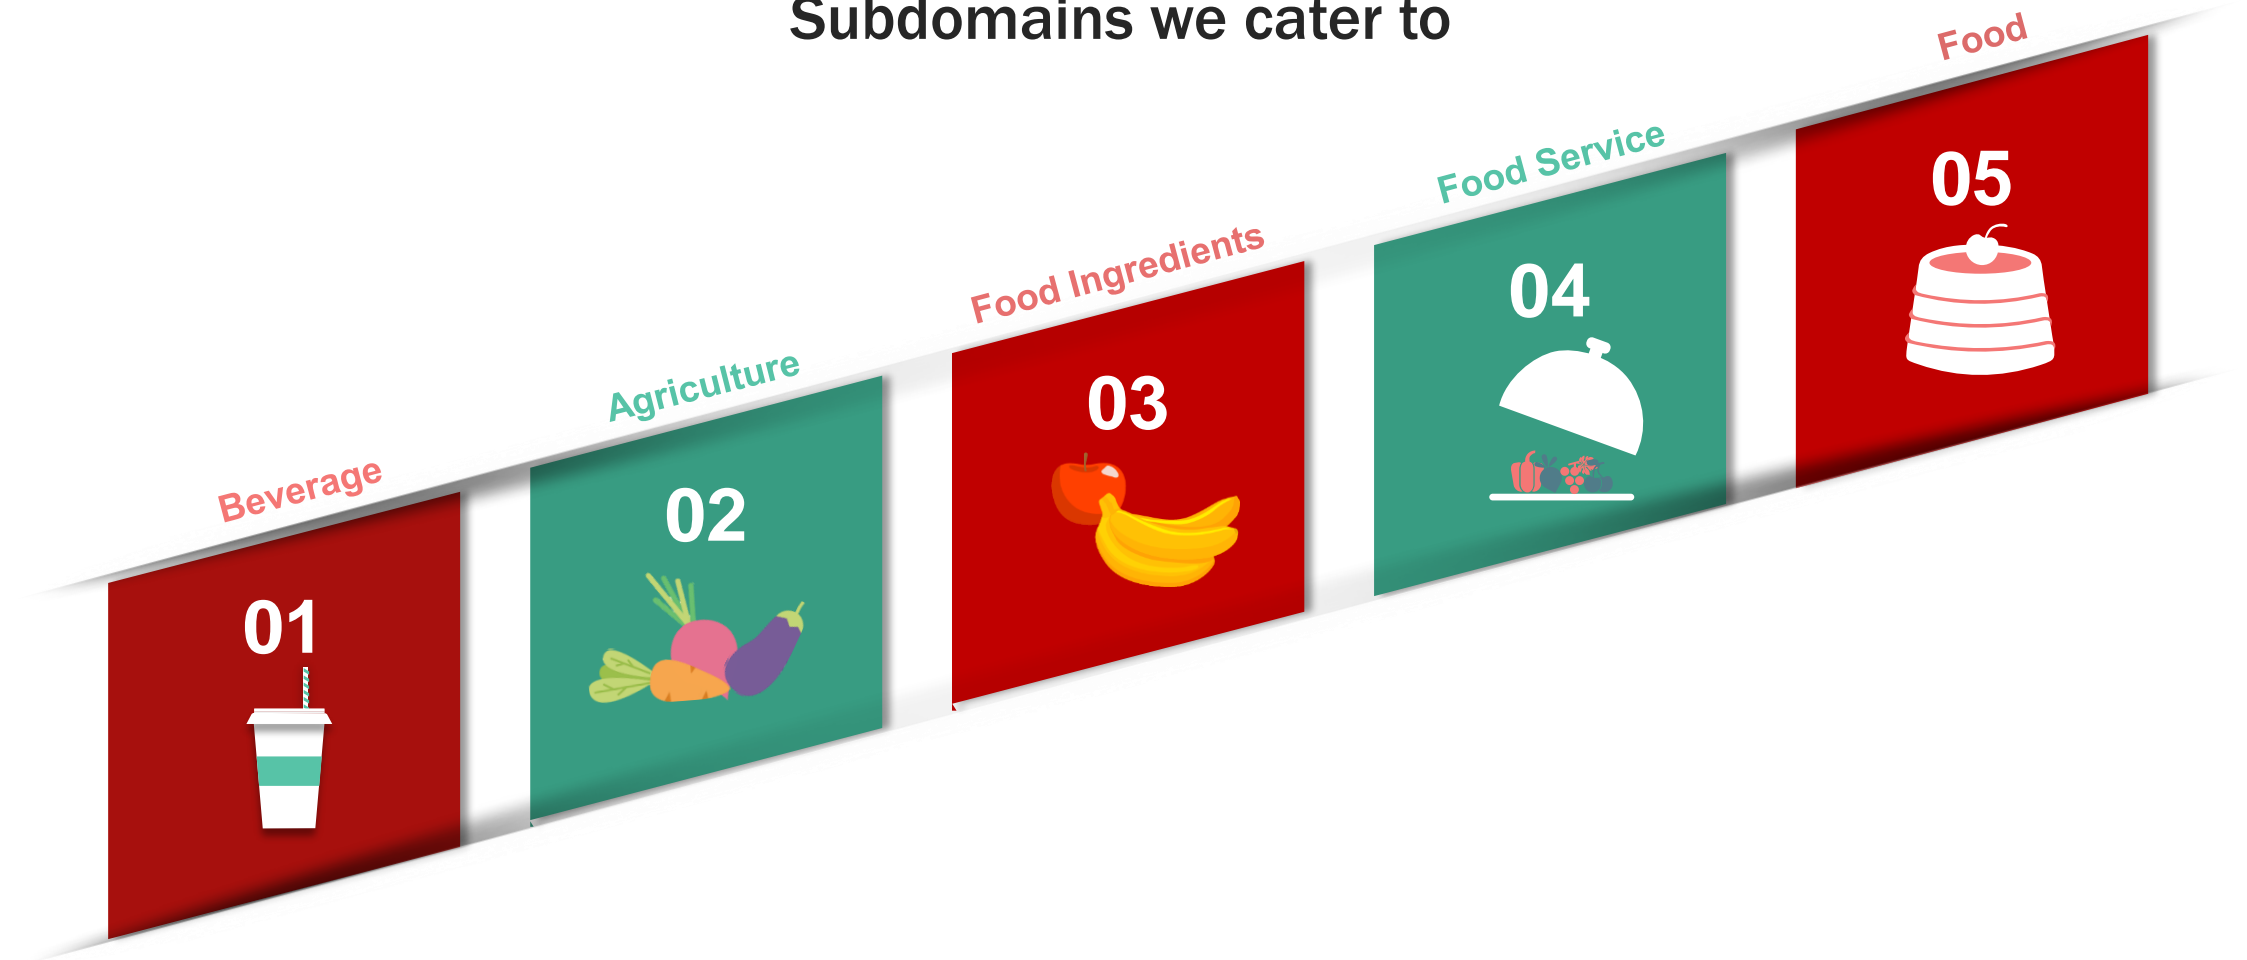 Subdomains we cater to
Beverage
01
Agriculture
02
Food Ingredients
03
Food Service
04
Food
05